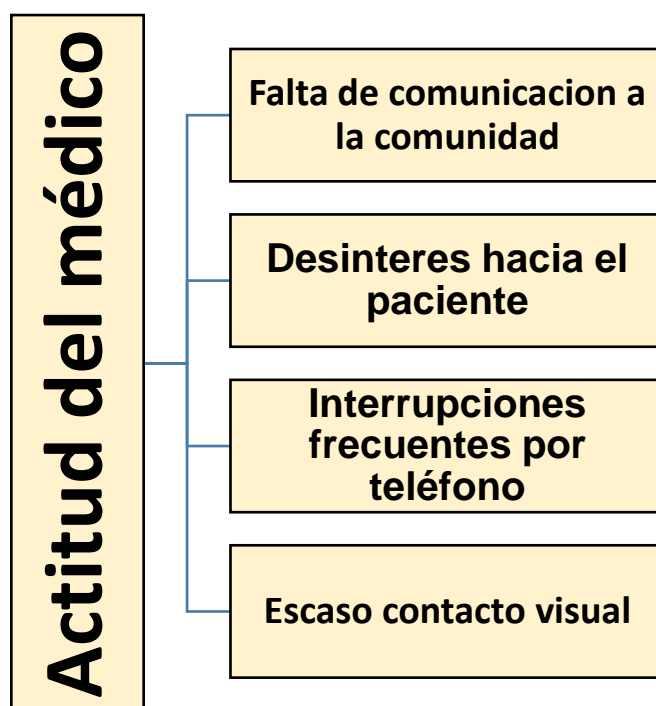 Actitud del médico
Falta de comunicacion a
la comunidad
Desinteres hacia el
paciente
Interrupciones
frecuentes por
teléfono
Escaso contacto visual